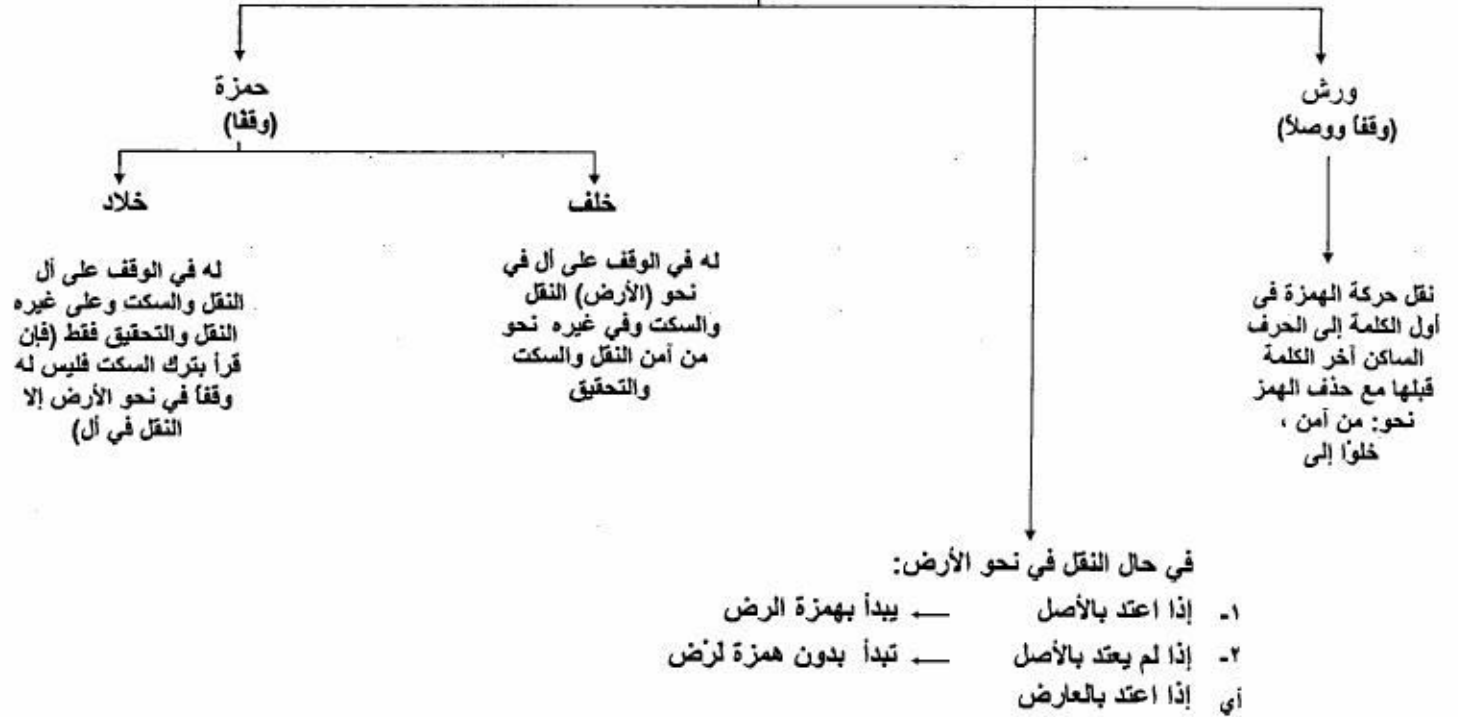 ورش
(وقفاً ووصلاً)
نقل حركة الهمزة فى
أول الكلمة إلى الحرف
الساكن آخر الكلمة
قبلها مع حذف الهمز
نحو: من آمن ،
خلوْا إلى
حمزة
(وقفًا)
خلف
له في الوقف على أل في
نحو (الأرض) النقل
والسكت وفي غيره نحو
من آمن النقل والسكت
والتحقيق
خلاد
له في الوقف على أل
النقل والسكت وعلى غيره
النقل والتحقيق فقط (فإن
قرأ بترك السكت فليس له
وقفاً في نحو الأرض إلا
النقل في أل)
في حال النقل في نحو الأرض:
١- إذا اعتد بالأصل ← يبدأ بهمزة الرض
٢- إذا لم يعتد بالأصل ← تبدأ بدون همزة لَرْض
أي إذا اعتد بالعارض